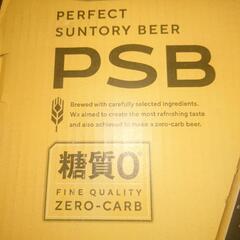 PERFECT
SUNTORY BEER
PSB
Brewed with carefully selected ingredients.
We aimed to create the most rafreshing taste
and also achieved to make a zero-carb beer.
糖質0
FINE QUALITY
ZERO-CARB